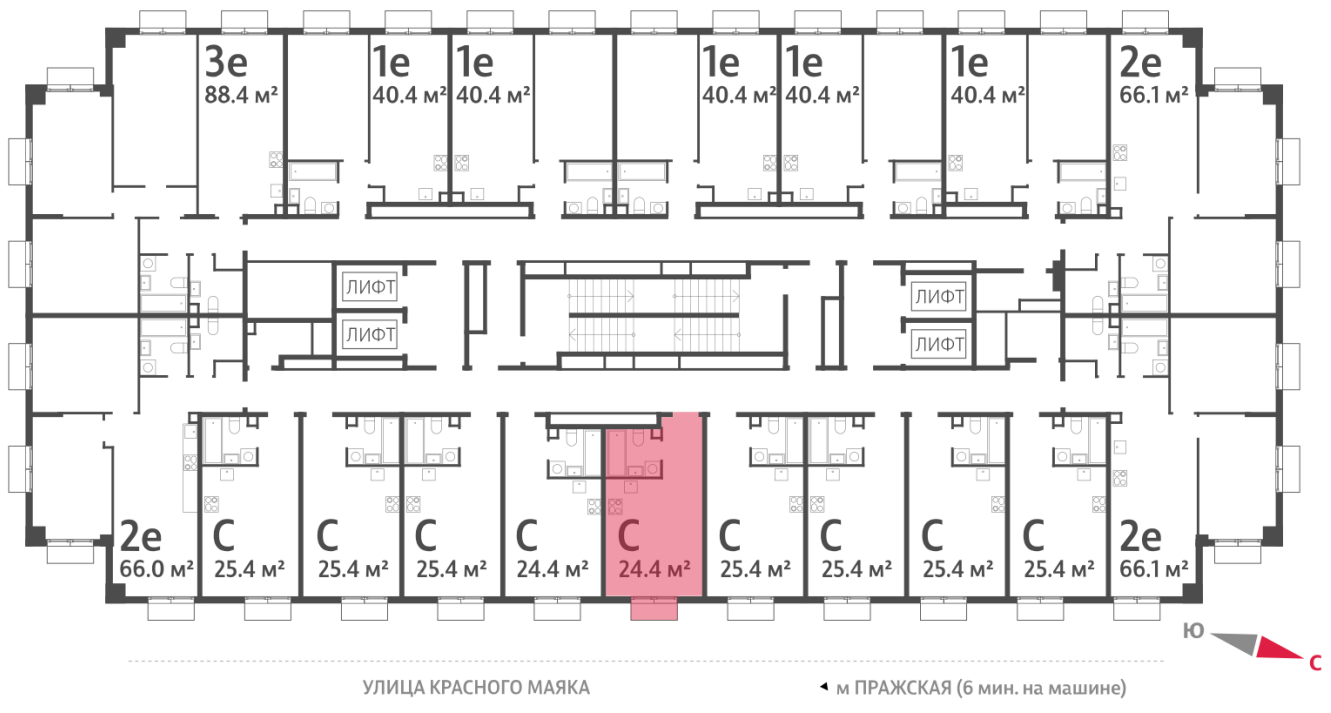 3е
88.4 м²
1е
40.4 м²
1е
40.4 м²
1е
40.4 м²
1е
40.4 м²
1е
40.4 м²
2е
66.1 м²
ЛИФТ
ЛИФТ
ЛИФТ
ЛИФТ
2е
66.0 м²
С
25.4 м²
С
25.4 м²
С
25.4 м²
С
24.4 м²
С
24.4 м²
С
25.4 м²
С
25.4 м²
С
25.4 м²
С
25.4 м²
2е
66.1 м²
Ю
С
УЛИЦА КРАСНОГО МАЯКА
м ПРАЖСКАЯ (6 мин. на машине)